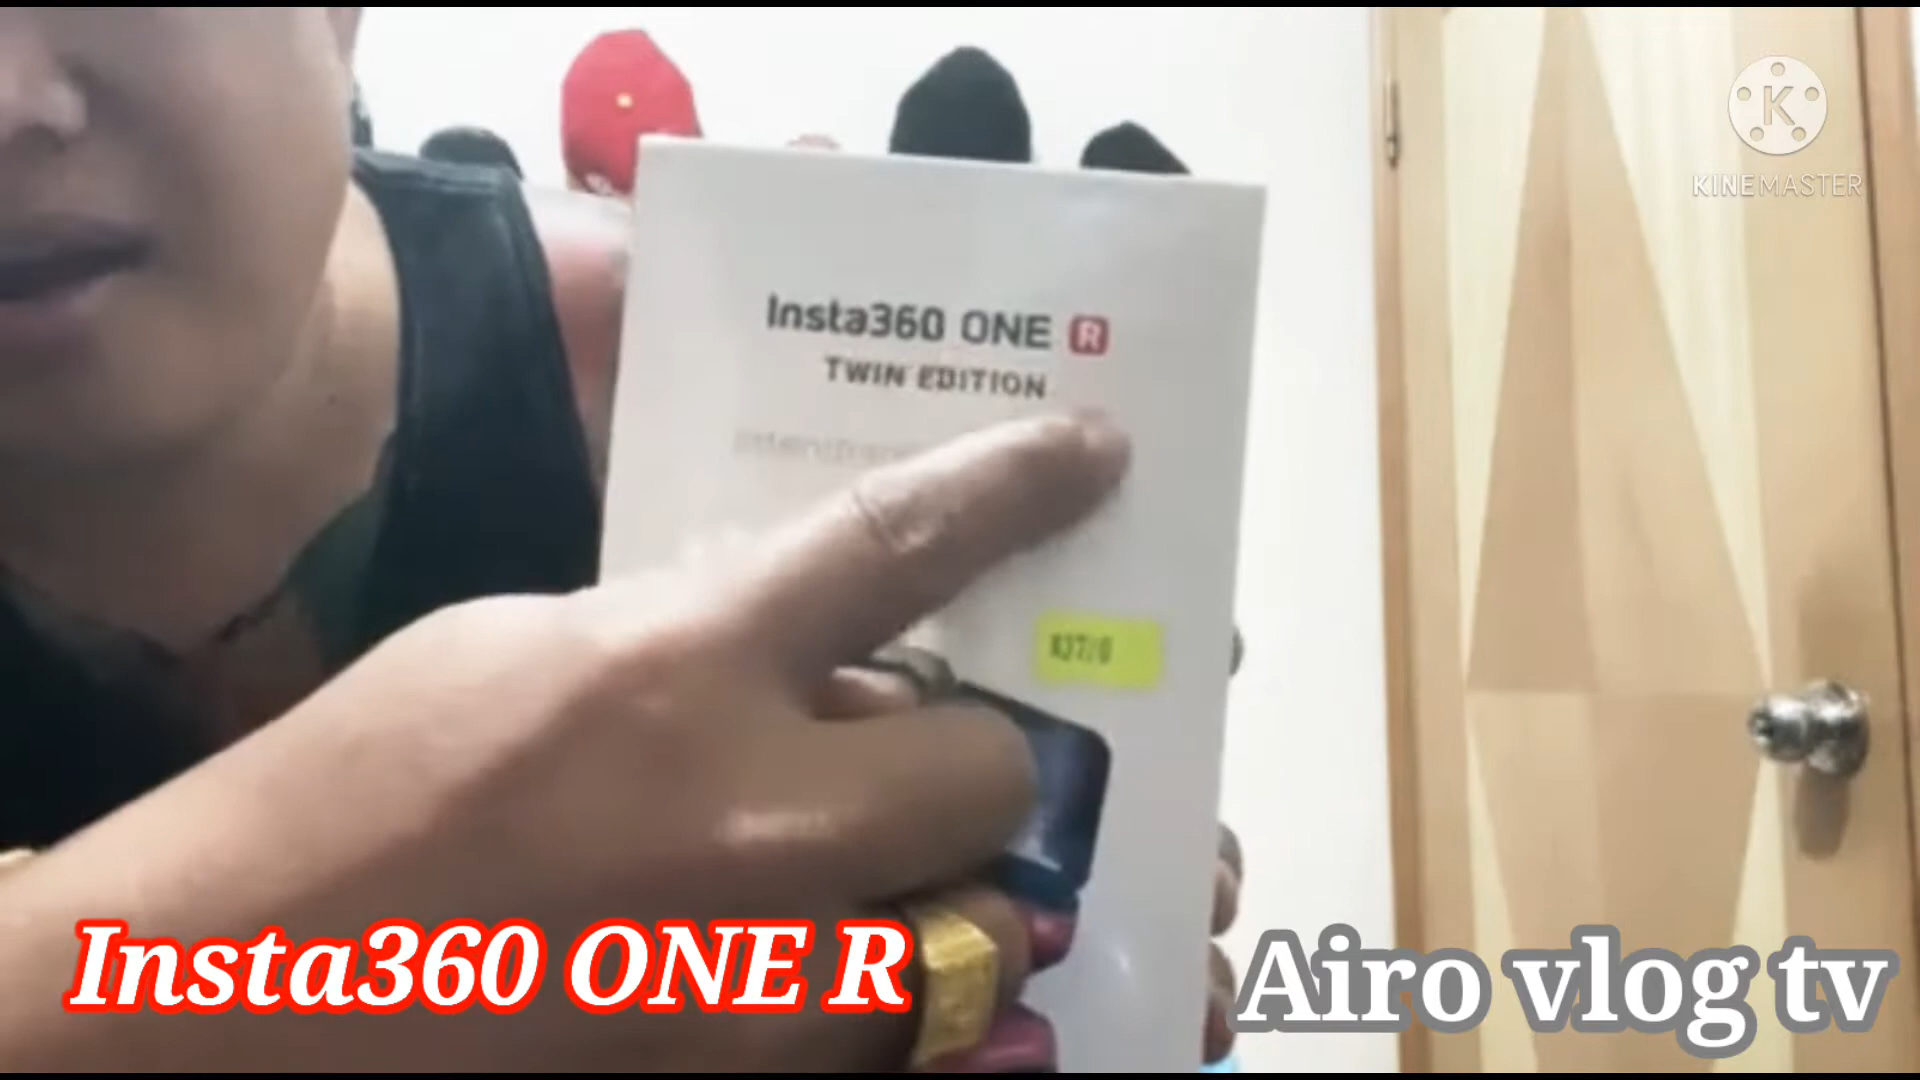 K
KINEMASTER
Insta360 ONE R
TWIN EDITION
Insta360 ONE R
Airo vlog tv